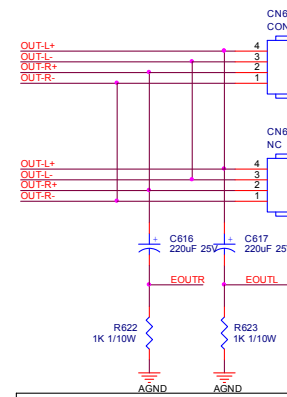 CN6
CON
OUT-L+ 4
OUT-L- 3
OUT-R+ 2
OUT-R- 1
CN6
NC
OUT-L+ 4
OUT-L- 3
OUT-R+ 2
OUT-R- 1
+ C616 + C617
220uF 25V 220uF 25V
EOUTR EOUTL
R622 R623
1K 1/10W 1K 1/10W
AGND AGND